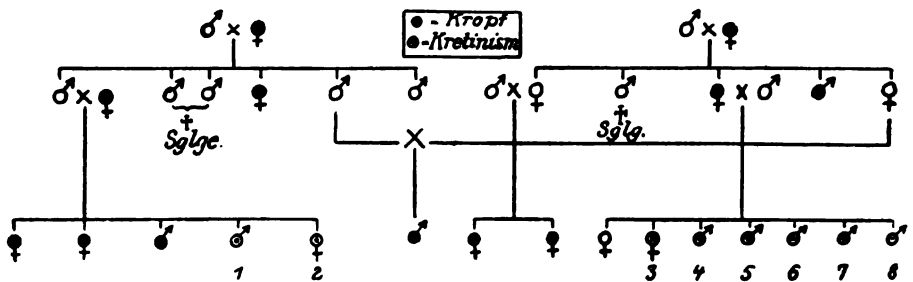 ● - Kropf
●-Kretinism
†
Sglge.
†
Sglg.
1 2 3 4 5 6 7 8